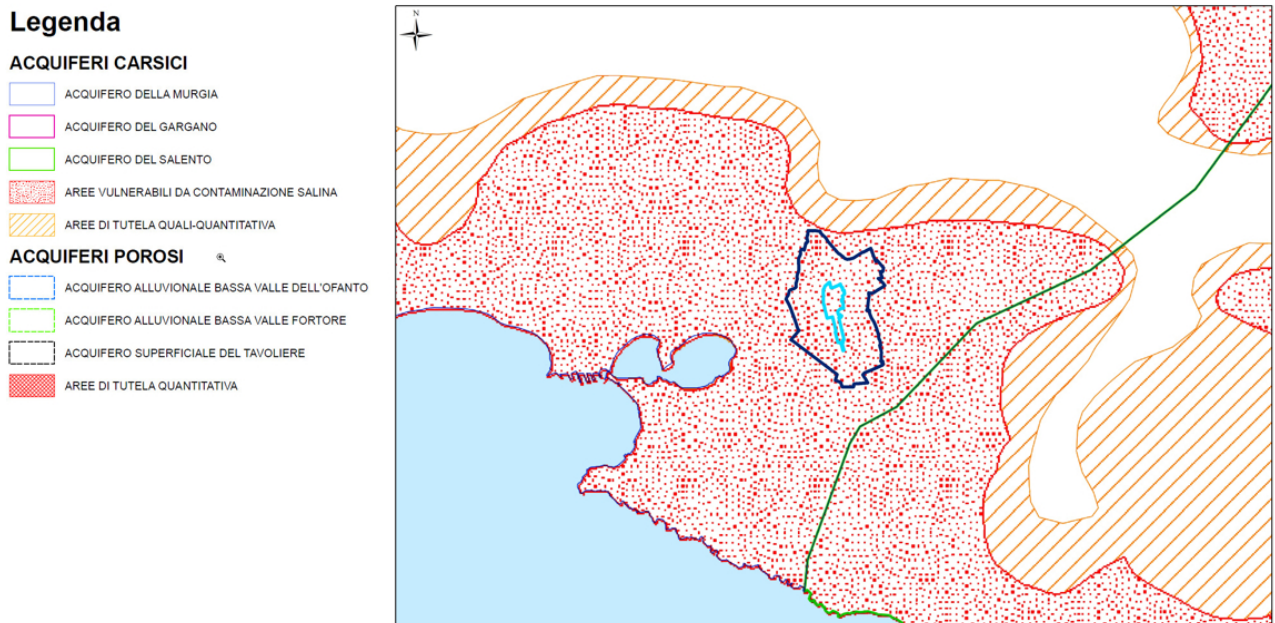 Legenda
ACQUIFERI CARSICI
ACQUIFERO DELLA MURGIA
ACQUIFERO DEL GARGANO
ACQUIFERO DEL SALENTO
AREE VULNERABILI DA CONTAMINAZIONE SALINA
AREE DI TUTELA QUALI-QUANTITATIVA
ACQUIFERI POROSI
ACQUIFERO ALLUVIONALE BASSA VALLE DELL'OFANTO
ACQUIFERO ALLUVIONALE BASSA VALLE FORTORE
ACQUIFERO SUPERFICIALE DEL TAVOLIERE
AREE DI TUTELA QUANTITATIVA
N